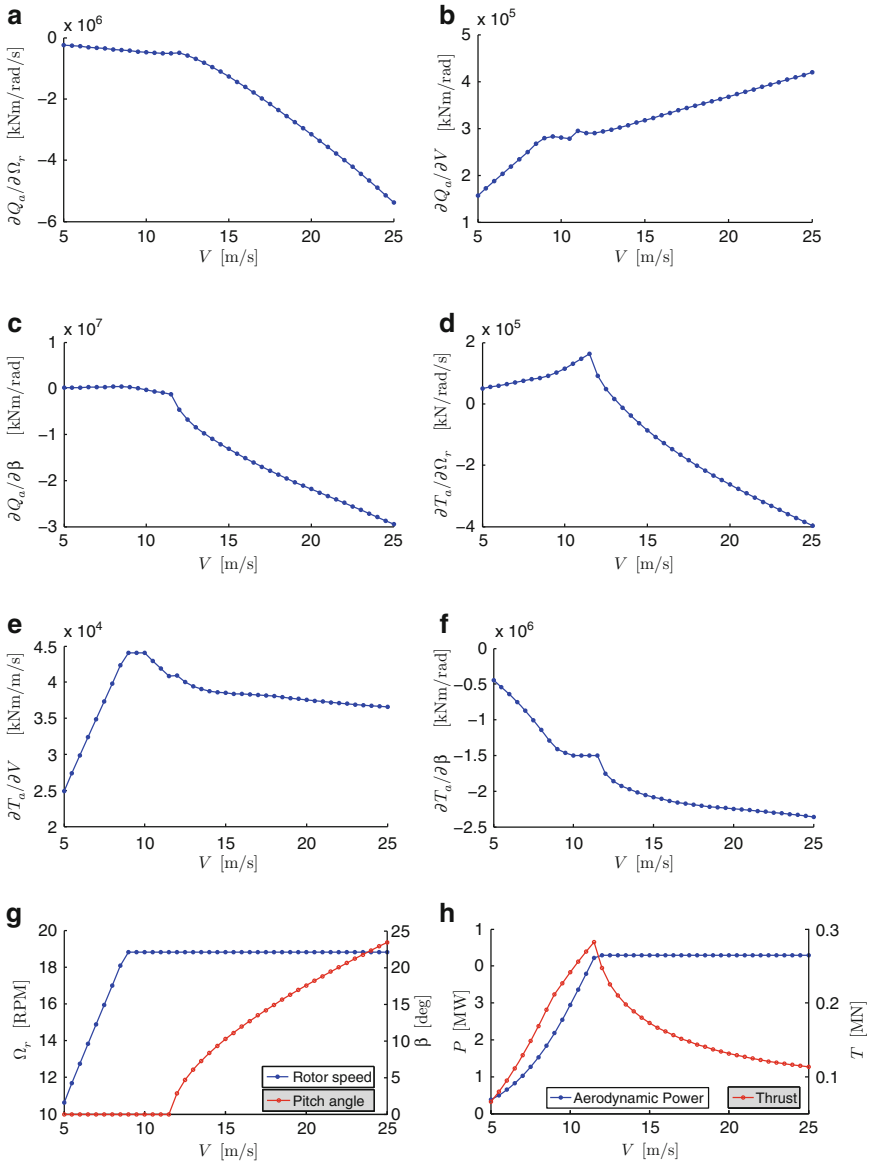 a
x 10^6
0
−2
−4
−6
∂Q_a/∂Ω_r [kNm/rad/s]
5 10 15 20 25
V [m/s]
b
x 10^5
5
4
3
2
1
∂Q_a/∂V [kNm/rad]
5 10 15 20 25
V [m/s]
c
x 10^7
1
0
−1
−2
−3
∂Q_a/∂β [kNm/rad]
5 10 15 20 25
V [m/s]
d
x 10^5
2
0
−2
−4
∂T_a/∂Ω_r [kN/rad/s]
5 10 15 20 25
V [m/s]
e
x 10^4
4.5
4
3.5
3
2.5
2
∂T_a/∂V [kNm/m/s]
5 10 15 20 25
V [m/s]
f
x 10^6
0
−0.5
−1
−1.5
−2
−2.5
∂T_a/∂β [kNm/rad]
5 10 15 20 25
V [m/s]
g
20
18
16
14
12
10
Ω_r [RPM]
25
20
15
10
5
0
β [deg]
Rotor speed
Pitch angle
5 10 15 20 25
V [m/s]
h
1
0
3
2
1
0
P [MW]
0.3
0.2
0.1
T [MN]
Aerodynamic Power
Thrust
5 10 15 20 25
V [m/s]